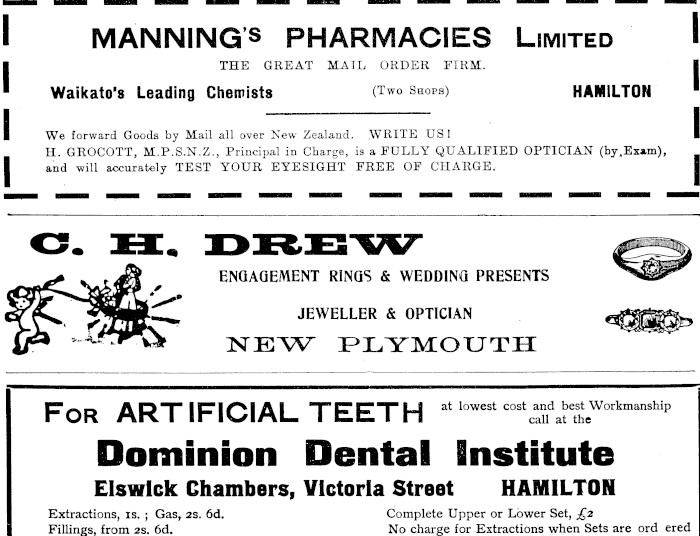 MANNING'S PHARMACIES LIMITED
THE GREAT MAIL ORDER FIRM.
Waikato's Leading Chemists (Two Shops) HAMILTON
We forward Goods by Mail all over New Zealand. WRITE US!
H. GROCOTT, M.P.S.N.Z., Principal in Charge, is a FULLY QUALIFIED OPTICIAN (by Exam),
and will accurately TEST YOUR EYESIGHT FREE OF CHARGE.
C. H. DREW
ENGAGEMENT RINGS & WEDDING PRESENTS
JEWELLER & OPTICIAN
NEW PLYMOUTH
FOR ARTIFICIAL TEETH at lowest cost and best Workmanship
call at the
Dominion Dental Institute
Elswick Chambers, Victoria Street HAMILTON
Extractions, 1s. ; Gas, 2s. 6d. Complete Upper or Lower Set, £2
Fillings, from 2s. 6d. No charge for Extractions when Sets are ord ered